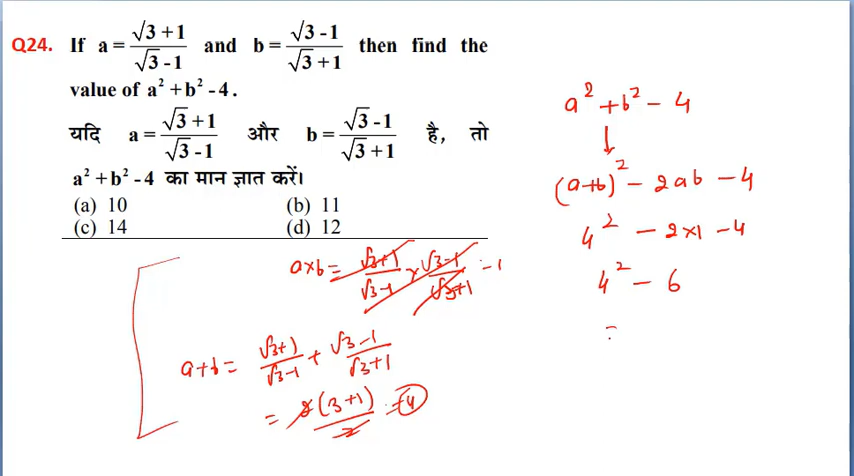 Q24. If a = (√3 + 1)/(√3 - 1) and b = (√3 - 1)/(√3 + 1) then find the
value of a² + b² - 4.
यदि a = (√3 + 1)/(√3 - 1) और b = (√3 - 1)/(√3 + 1) है, तो
a² + b² - 4 का मान ज्ञात करें।
(a) 10 (b) 11
(c) 14 (d) 12
a×b = (√3+1)/(√3-1) × (√3-1)/(√3+1) = 1
a+b = (√3+1)/(√3-1) + (√3-1)/(√3+1)
= 2(3+1)/2 = 4
a² + b² - 4
↓
(a+b)² - 2ab - 4
4² - 2×1 - 4
4² - 6
=